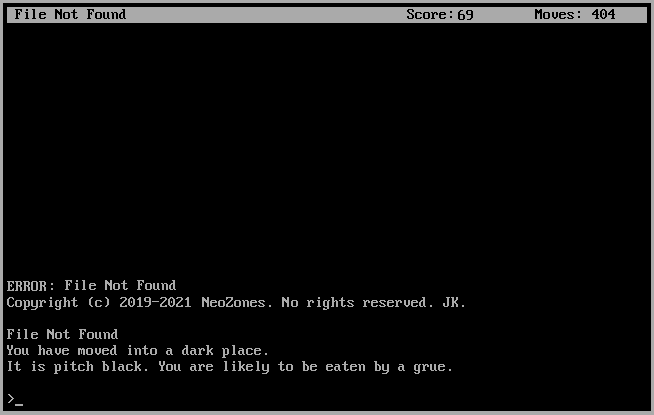 File Not Found Score: 69 Moves: 404
ERROR: File Not Found
Copyright (c) 2019-2021 NeoZones. No rights reserved. JK.
File Not Found
You have moved into a dark place.
It is pitch black. You are likely to be eaten by a grue.
>_